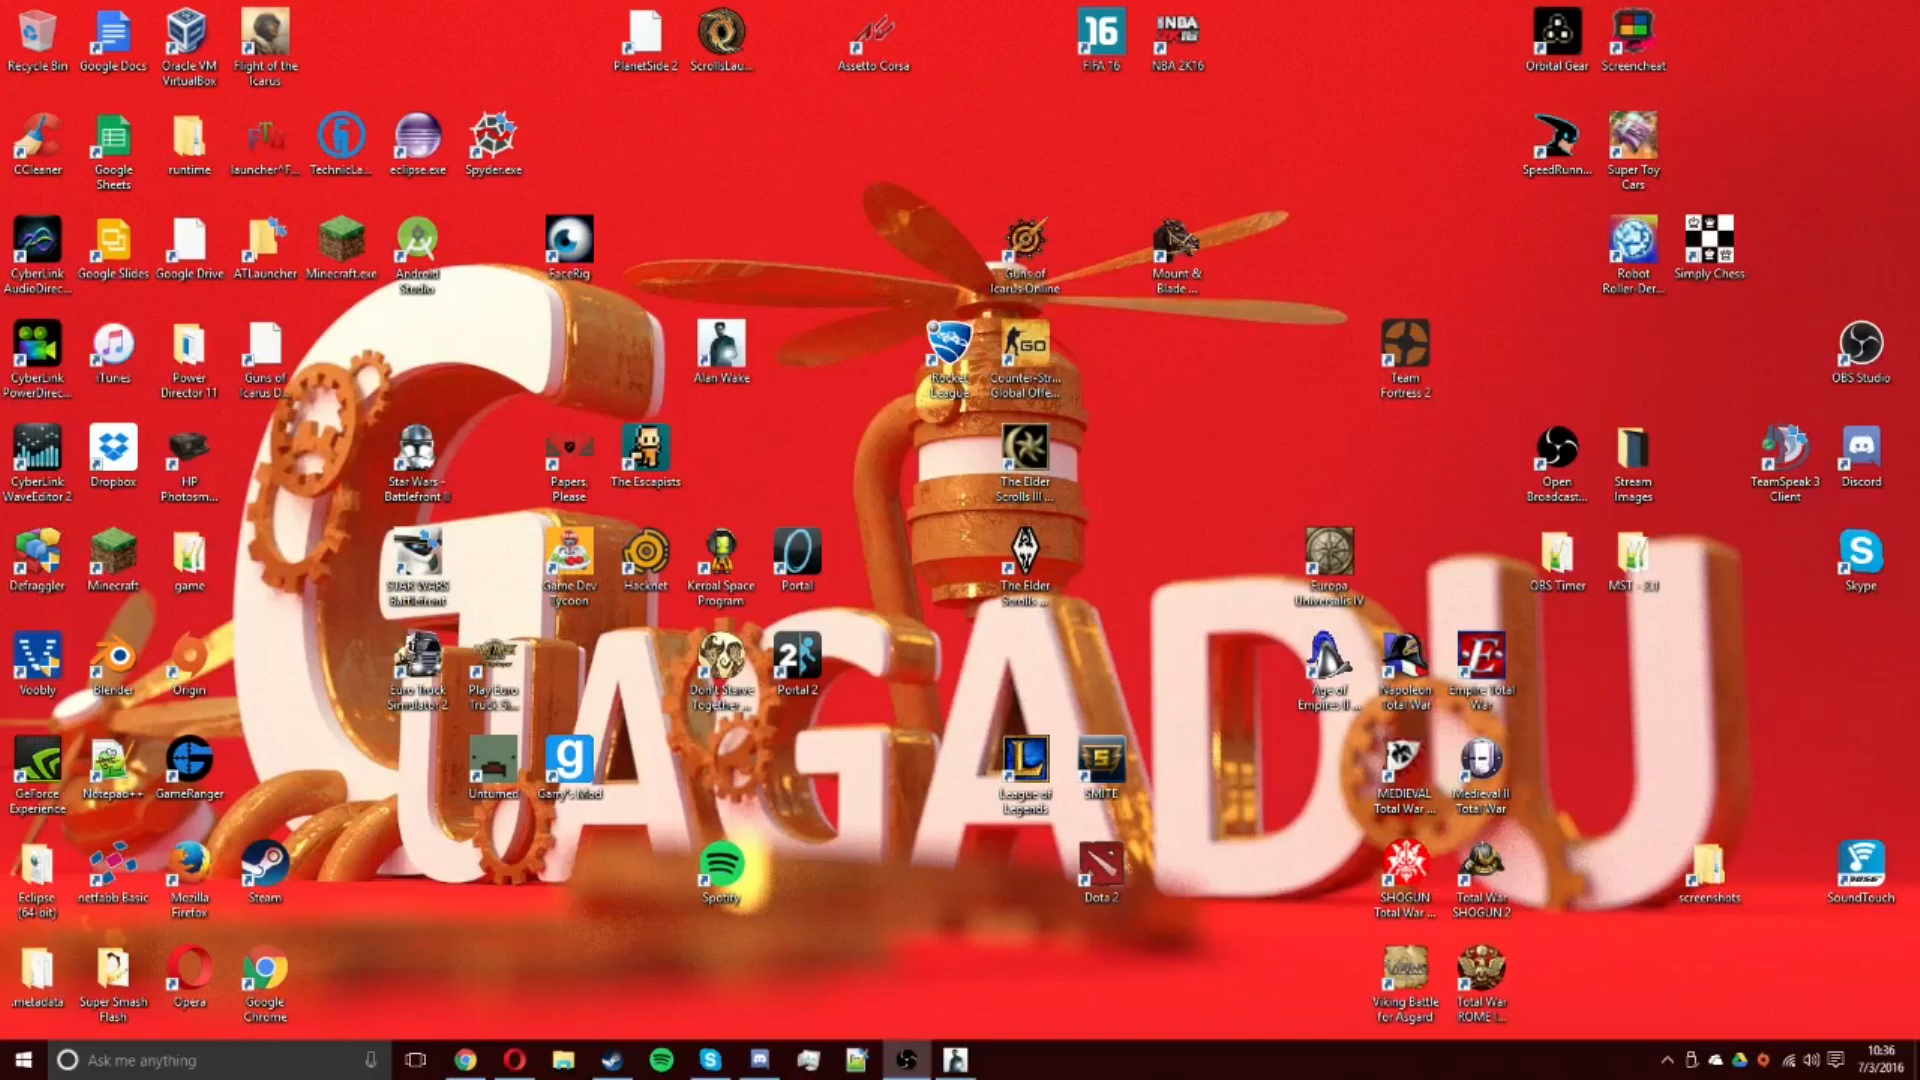 Recycle Bin
Google Docs
Oracle VM
VirtualBox
Flight of the
Icarus
PlanetSide 2
ScrollsLau...
Assetto Corsa
16
FIFA 16
NBA
2K16
NBA 2K16
Orbital Gear
Screencheat
CCleaner
Google
Sheets
runtime
FTB
launcher^F...
TechnicLa...
eclipse.exe
Spyder.exe
SpeedRunn...
Super Toy
Cars
CyberLink
AudioDirec...
Google Slides
Google Drive
ATLauncher
Minecraft.exe
Android
Studio
FaceRig
Guns of
Icarus Online
Mount &
Blade ...
Robot
Roller-Der...
Simply Chess
CyberLink
PowerDirec...
iTunes
Power
Director 11
Guns of
Icarus D...
Alan Wake
Rocket
League
GO
Counter-Str...
Global Offe...
Team
Fortress 2
OBS Studio
CyberLink
WaveEditor 2
Dropbox
HP
Photosm...
Star Wars -
Battlefront II
Papers,
Please
The Escapists
The Elder
Scrolls III ...
Open
Broadcast...
Stream
Images
TeamSpeak 3
Client
Discord
Defraggler
Minecraft
game
STAR WARS
Battlefront
Game Dev
Tycoon
Hacknet
Kerbal Space
Program
Portal
The Elder
Scrolls ...
Europa
Universalis IV
OBS Timer
MST - 2.0
S
Skype
GUAGADU
Voobly
Blender
Origin
Euro Truck
Simulator 2
Play Euro
Truck Si...
Don't Starve
Together ...
2
Portal 2
Age of
Empires II ...
Napoleon
Total War
E
Empire Total
War
GeForce
Experience
Notepad++
GameRanger
Unturned
g
Garry's Mod
L
League of
Legends
S
SMITE
MEDIEVAL
Total War ...
Medieval II
Total War
Eclipse
(64-bit)
netfabb Basic
Mozilla
Firefox
Steam
Spotify
Dota 2
SHOGUN
Total War ...
Total War
SHOGUN 2
screenshots
BOSE
SoundTouch
.metadata
Super Smash
Flash
Opera
Google
Chrome
Viking Battle
for Asgard
Total War
ROME I...
Ask me anything
10:36
7/3/2016